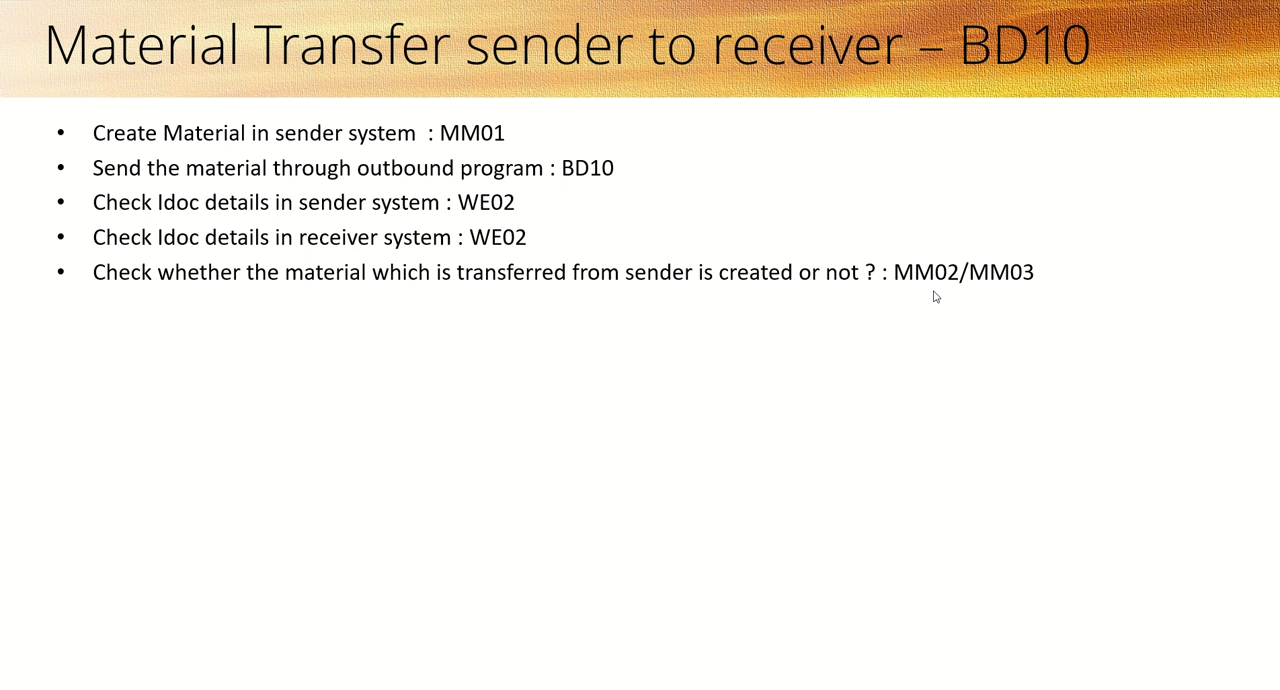 Material Transfer sender to receiver – BD10
• Create Material in sender system  : MM01
• Send the material through outbound program : BD10
• Check Idoc details in sender system : WE02
• Check Idoc details in receiver system : WE02
• Check whether the material which is transferred from sender is created or not ? : MM02/MM03